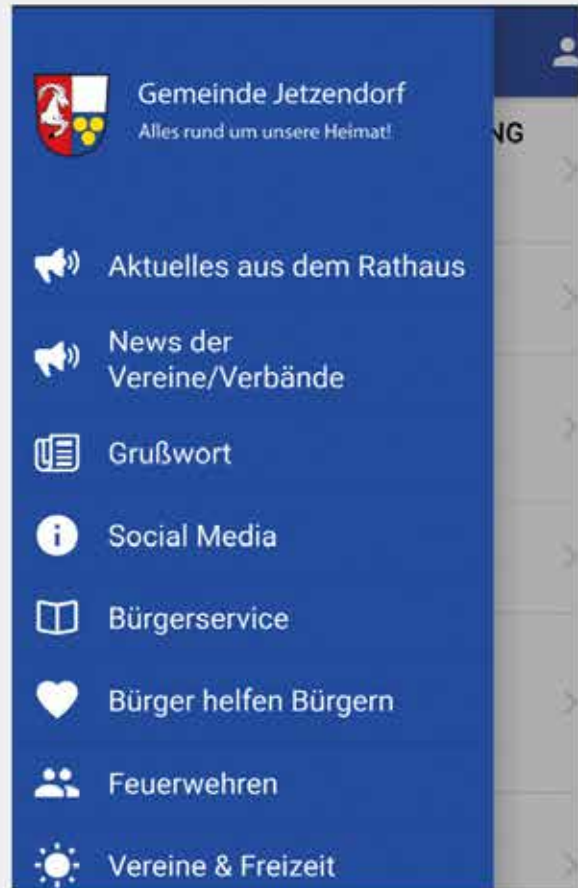 Gemeinde Jetzendorf
Alles rund um unsere Heimat!
NG
Aktuelles aus dem Rathaus
News der
Vereine/Verbände
Grußwort
Social Media
Bürgerservice
Bürger helfen Bürgern
Feuerwehren
Vereine & Freizeit